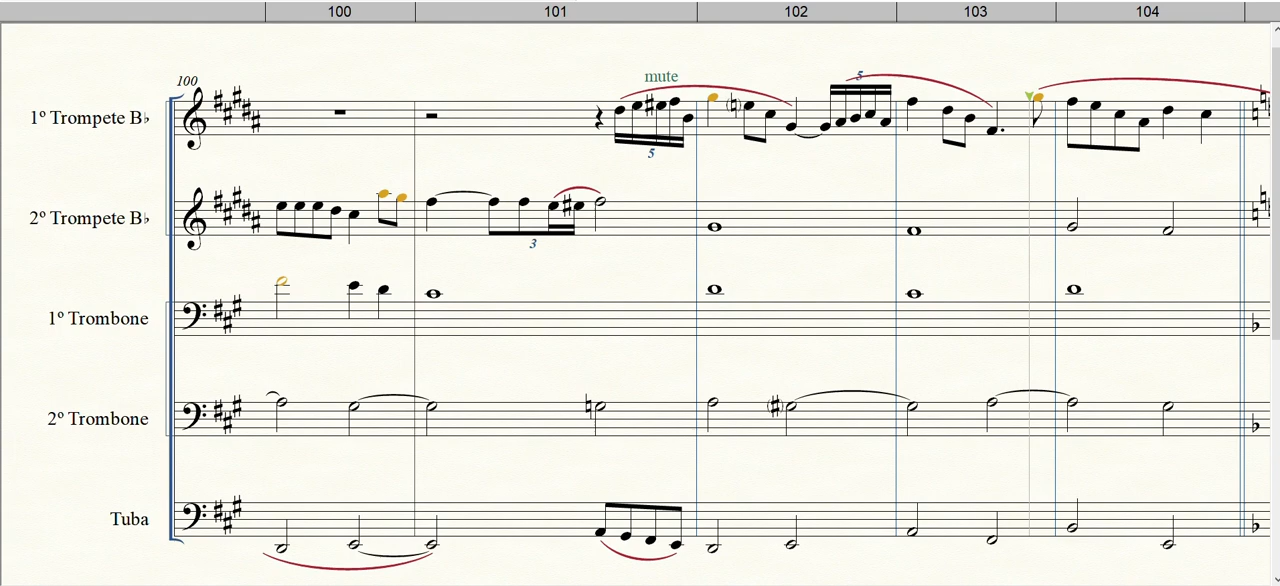 100 101 102 103 104
100
mute
5
1º Trompete B♭
5
2º Trompete B♭
3
1º Trombone
2º Trombone
Tuba